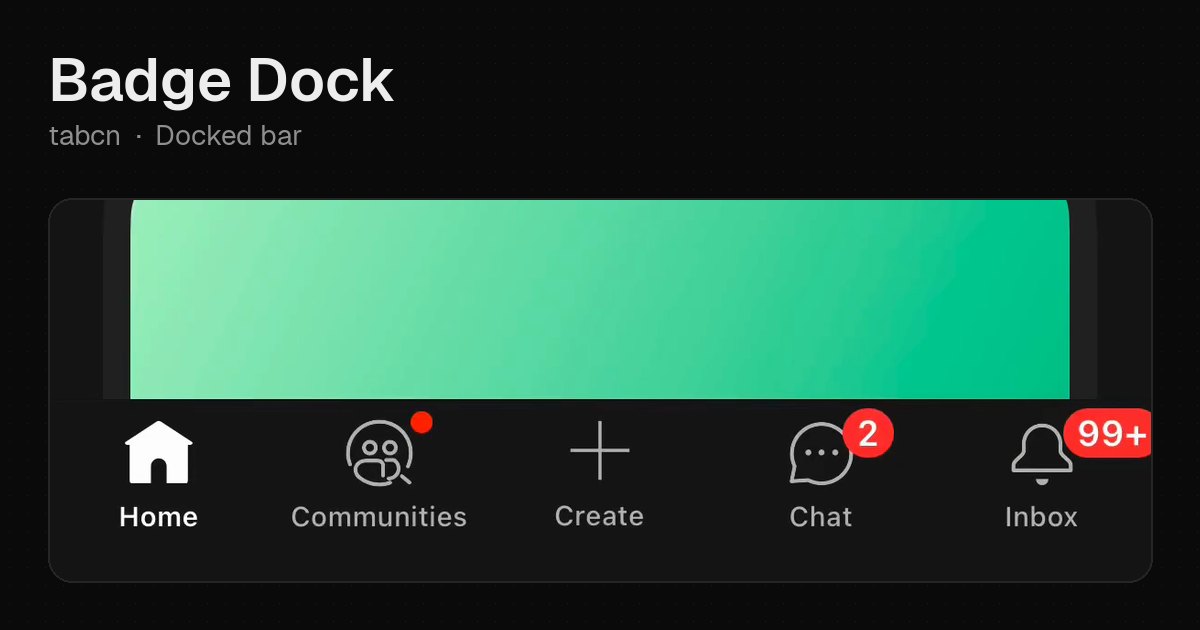 Badge Dock
tabcn · Docked bar
2
99+
Home
Communities
Create
Chat
Inbox